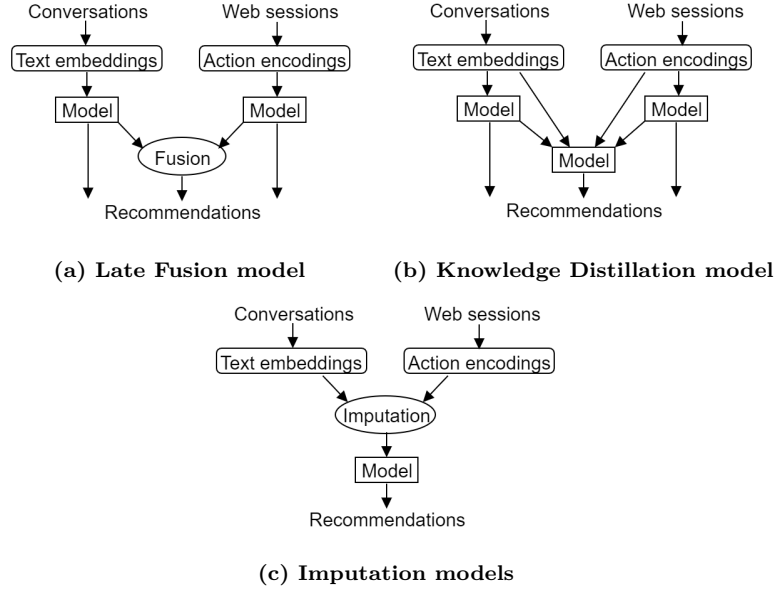 Conversations Web sessions
Text embeddings Action encodings
Model Model
Fusion
Recommendations
(a) Late Fusion model
Conversations Web sessions
Text embeddings Action encodings
Model Model
Model
Recommendations
(b) Knowledge Distillation model
Conversations Web sessions
Text embeddings Action encodings
Imputation
Model
Recommendations
(c) Imputation models